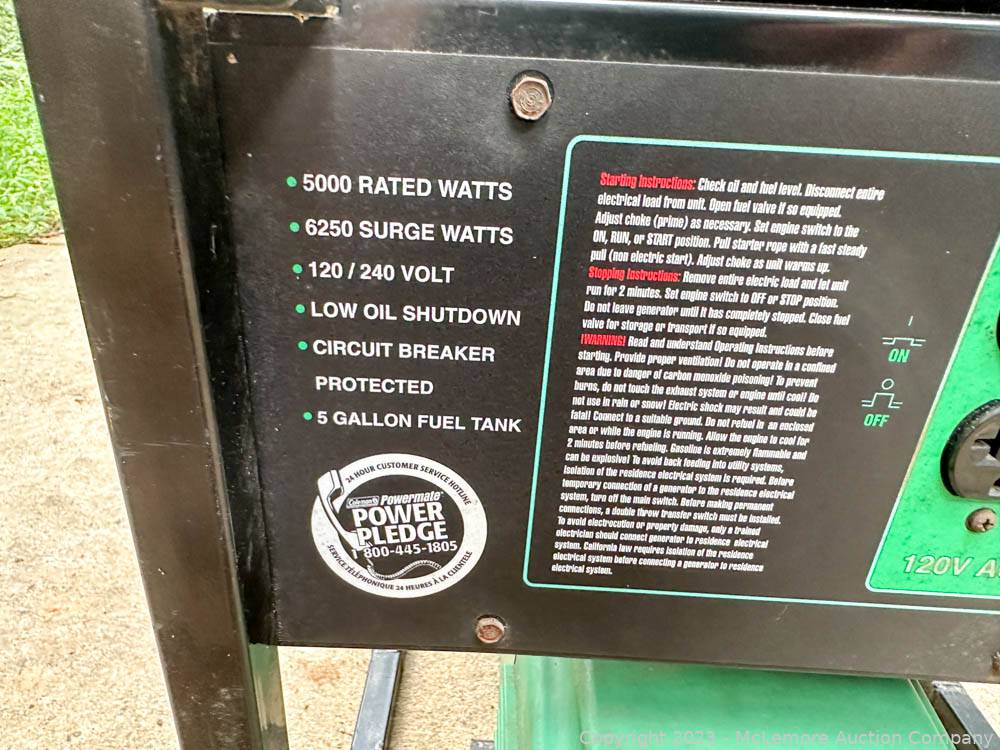 • 5000 RATED WATTS
• 6250 SURGE WATTS
• 120 / 240 VOLT
• LOW OIL SHUTDOWN
• CIRCUIT BREAKER
PROTECTED
• 5 GALLON FUEL TANK
24 HOUR CUSTOMER SERVICE HOTLINE
Coleman® Powermate®
POWER
PLEDGE
1-800-445-1805
SERVICE TÉLÉPHONIQUE 24 HEURES À LA CLIENTELE
Starting Instructions: Check oil and fuel level. Disconnect entire
electrical load from unit. Open fuel valve if so equipped.
Adjust choke (prime) as necessary. Set engine switch to the
ON, RUN, or START position. Pull starter rope with a fast steady
pull (non electric start). Adjust choke as unit warms up.
Stopping Instructions: Remove entire electric load and let unit
run for 2 minutes. Set engine switch to OFF or STOP position.
Do not leave generator until it has completely stopped. Close fuel
valve for storage or transport if so equipped.
!WARNING! Read and understand Operating Instructions before
starting. Provide proper ventilation! Do not operate in a confined
area due to danger of carbon monoxide poisoning! To prevent
burns, do not touch the exhaust system or engine until cool! Do
not use in rain or snow! Electric shock may result and could be
fatal! Connect to a suitable ground. Do not refuel in an enclosed
area or while the engine is running. Allow the engine to cool for
2 minutes before refueling. Gasoline is extremely flammable and
can be explosive! To avoid back feeding into utility systems,
isolation of the residence electrical system is required. Before
temporary connection of a generator to the residence electrical
system, turn off the main switch. Before making permanent
connections, a double throw transfer switch must be installed.
To avoid electrocution or property damage, only a trained
electrician should connect generator to residence electrical
system. California law requires isolation of the residence
electrical system before connecting a generator to residence
electrical system.
ON
OFF
120V A
Copyright 2023 - McLemore Auction Company